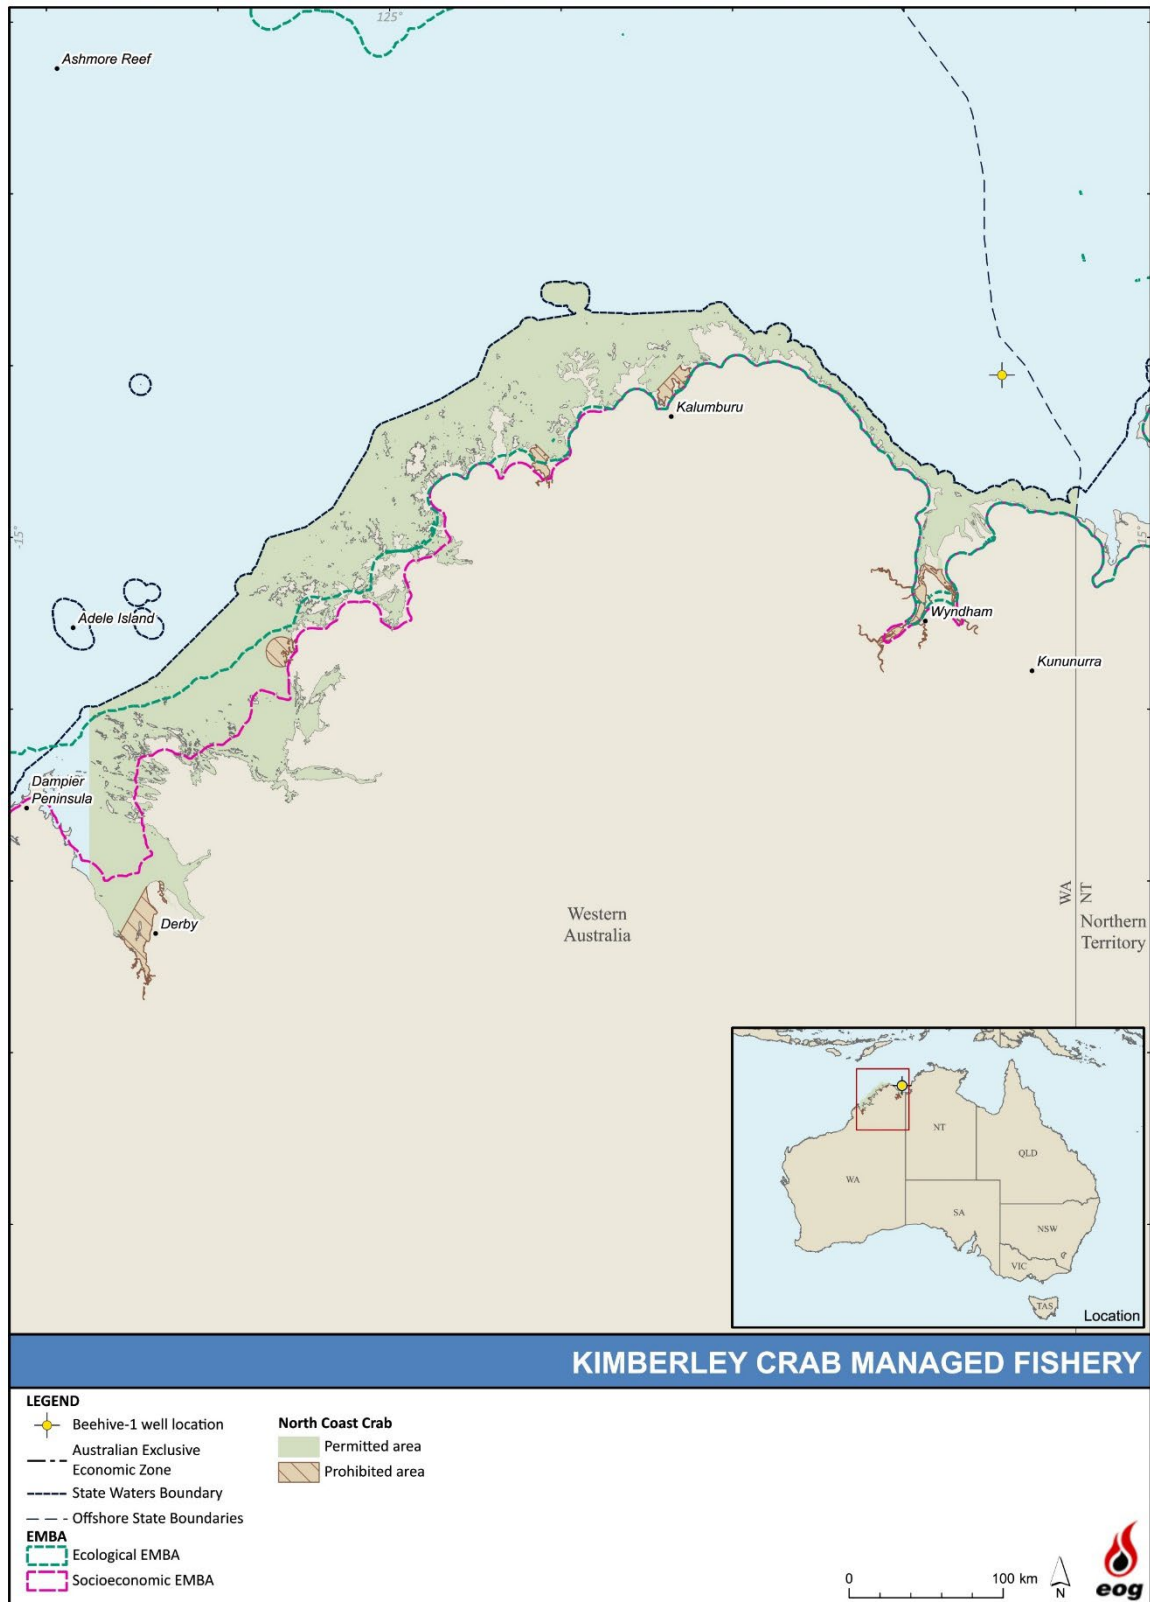 125°
Ashmore Reef
Kalumburu
-15°
15°
Adele Island
Wyndham
Kununurra
Dampier
Peninsula
Derby
WA
NT
Western
Australia
Northern
Territory
NT
QLD
WA
SA
NSW
VIC
TAS
Location
KIMBERLEY CRAB MANAGED FISHERY
LEGEND
Beehive-1 well location
Australian Exclusive
Economic Zone
State Waters Boundary
Offshore State Boundaries
EMBA
Ecological EMBA
Socioeconomic EMBA
North Coast Crab
Permitted area
Prohibited area
0 100 km
N
eog